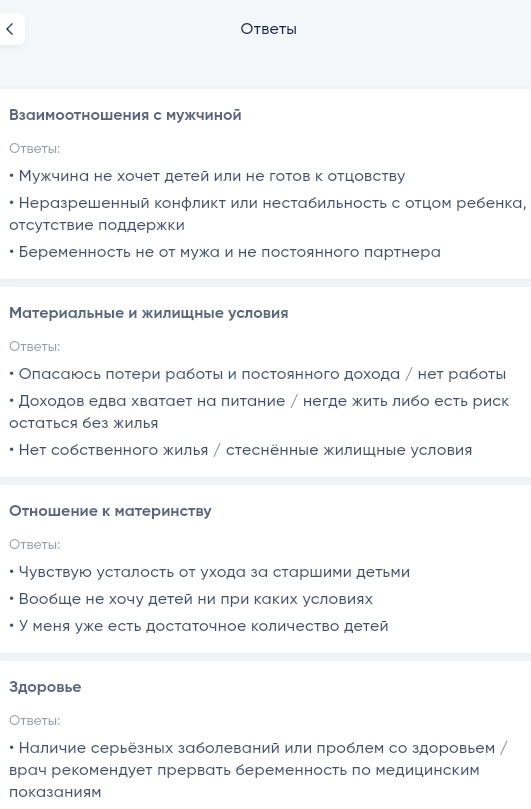 Ответы
Взаимоотношения с мужчиной
Ответы:
• Мужчина не хочет детей или не готов к отцовству
• Неразрешенный конфликт или нестабильность с отцом ребенка,
отсутствие поддержки
• Беременность не от мужа и не постоянного партнера
Материальные и жилищные условия
Ответы:
• Опасаюсь потери работы и постоянного дохода / нет работы
• Доходов едва хватает на питание / негде жить либо есть риск
остаться без жилья
• Нет собственного жилья / стеснённые жилищные условия
Отношение к материнству
Ответы:
• Чувствую усталость от ухода за старшими детьми
• Вообще не хочу детей ни при каких условиях
• У меня уже есть достаточное количество детей
Здоровье
Ответы:
• Наличие серьёзных заболеваний или проблем со здоровьем /
врач рекомендует прервать беременность по медицинским
показаниям